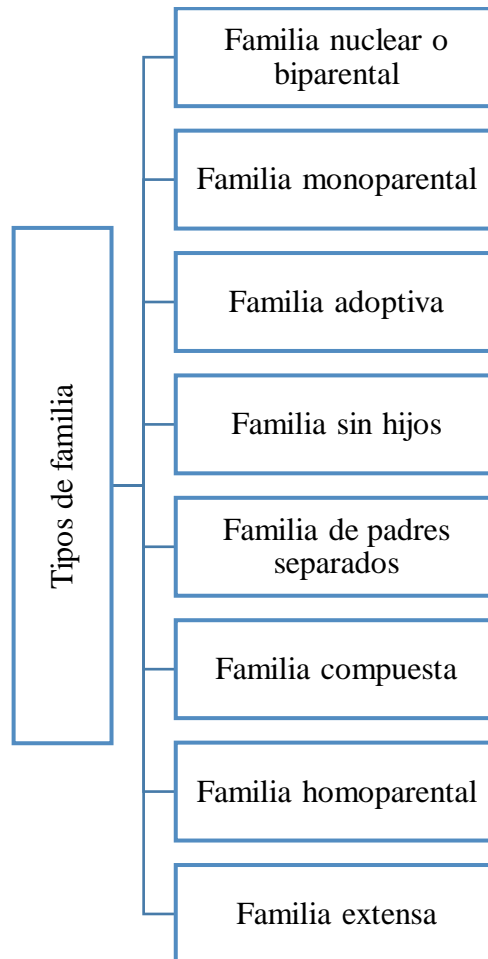 Tipos de familia
Familia nuclear o
biparental
Familia monoparental
Familia adoptiva
Familia sin hijos
Familia de padres
separados
Familia compuesta
Familia homoparental
Familia extensa